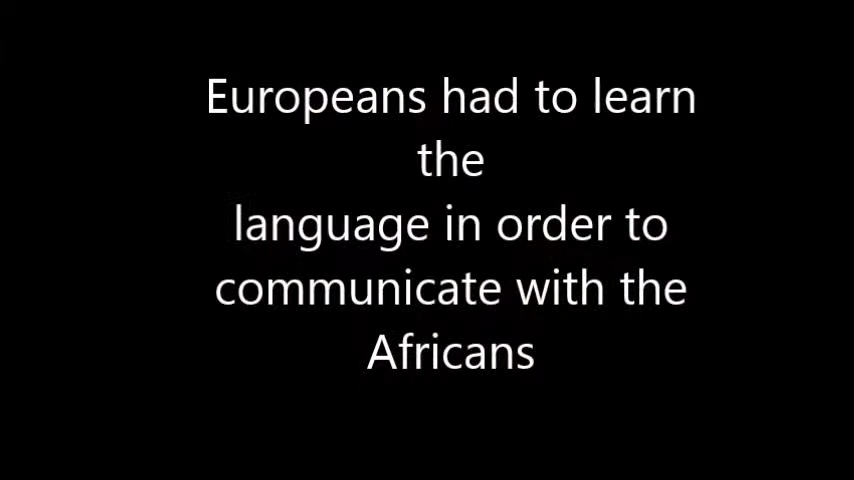 Europeans had to learn
the
language in order to
communicate with the
Africans